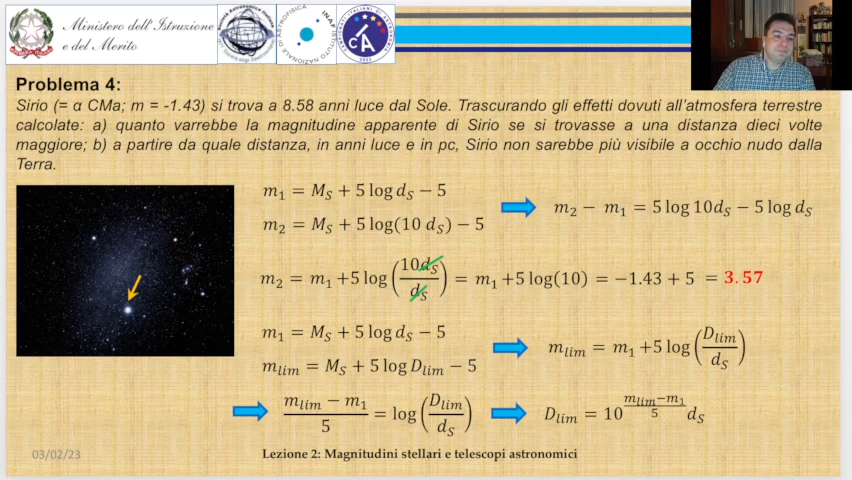 Ministero dell'Istruzione
e del Merito
INAF
Problema 4:
Sirio (= α CMa; m = -1.43) si trova a 8.58 anni luce dal Sole. Trascurando gli effetti dovuti all'atmosfera terrestre
calcolate: a) quanto varrebbe la magnitudine apparente di Sirio se si trovasse a una distanza dieci volte
maggiore; b) a partire da quale distanza, in anni luce e in pc, Sirio non sarebbe più visibile a occhio nudo dalla
Terra.
m₁ = M_S + 5 log d_S − 5
m₂ = M_S + 5 log(10 d_S) − 5
m₂ − m₁ = 5 log 10d_S − 5 log d_S
m₂ = m₁ +5 log (10d_S / d_S) = m₁ +5 log(10) = −1.43 + 5 = 3.57
m₁ = M_S + 5 log d_S − 5
m_lim = M_S + 5 log D_lim − 5
m_lim = m₁ +5 log (D_lim / d_S)
(m_lim − m₁) / 5 = log (D_lim / d_S)
D_lim = 10^((m_lim − m₁) / 5) d_S
03/02/23
Lezione 2: Magnitudini stellari e telescopi astronomici